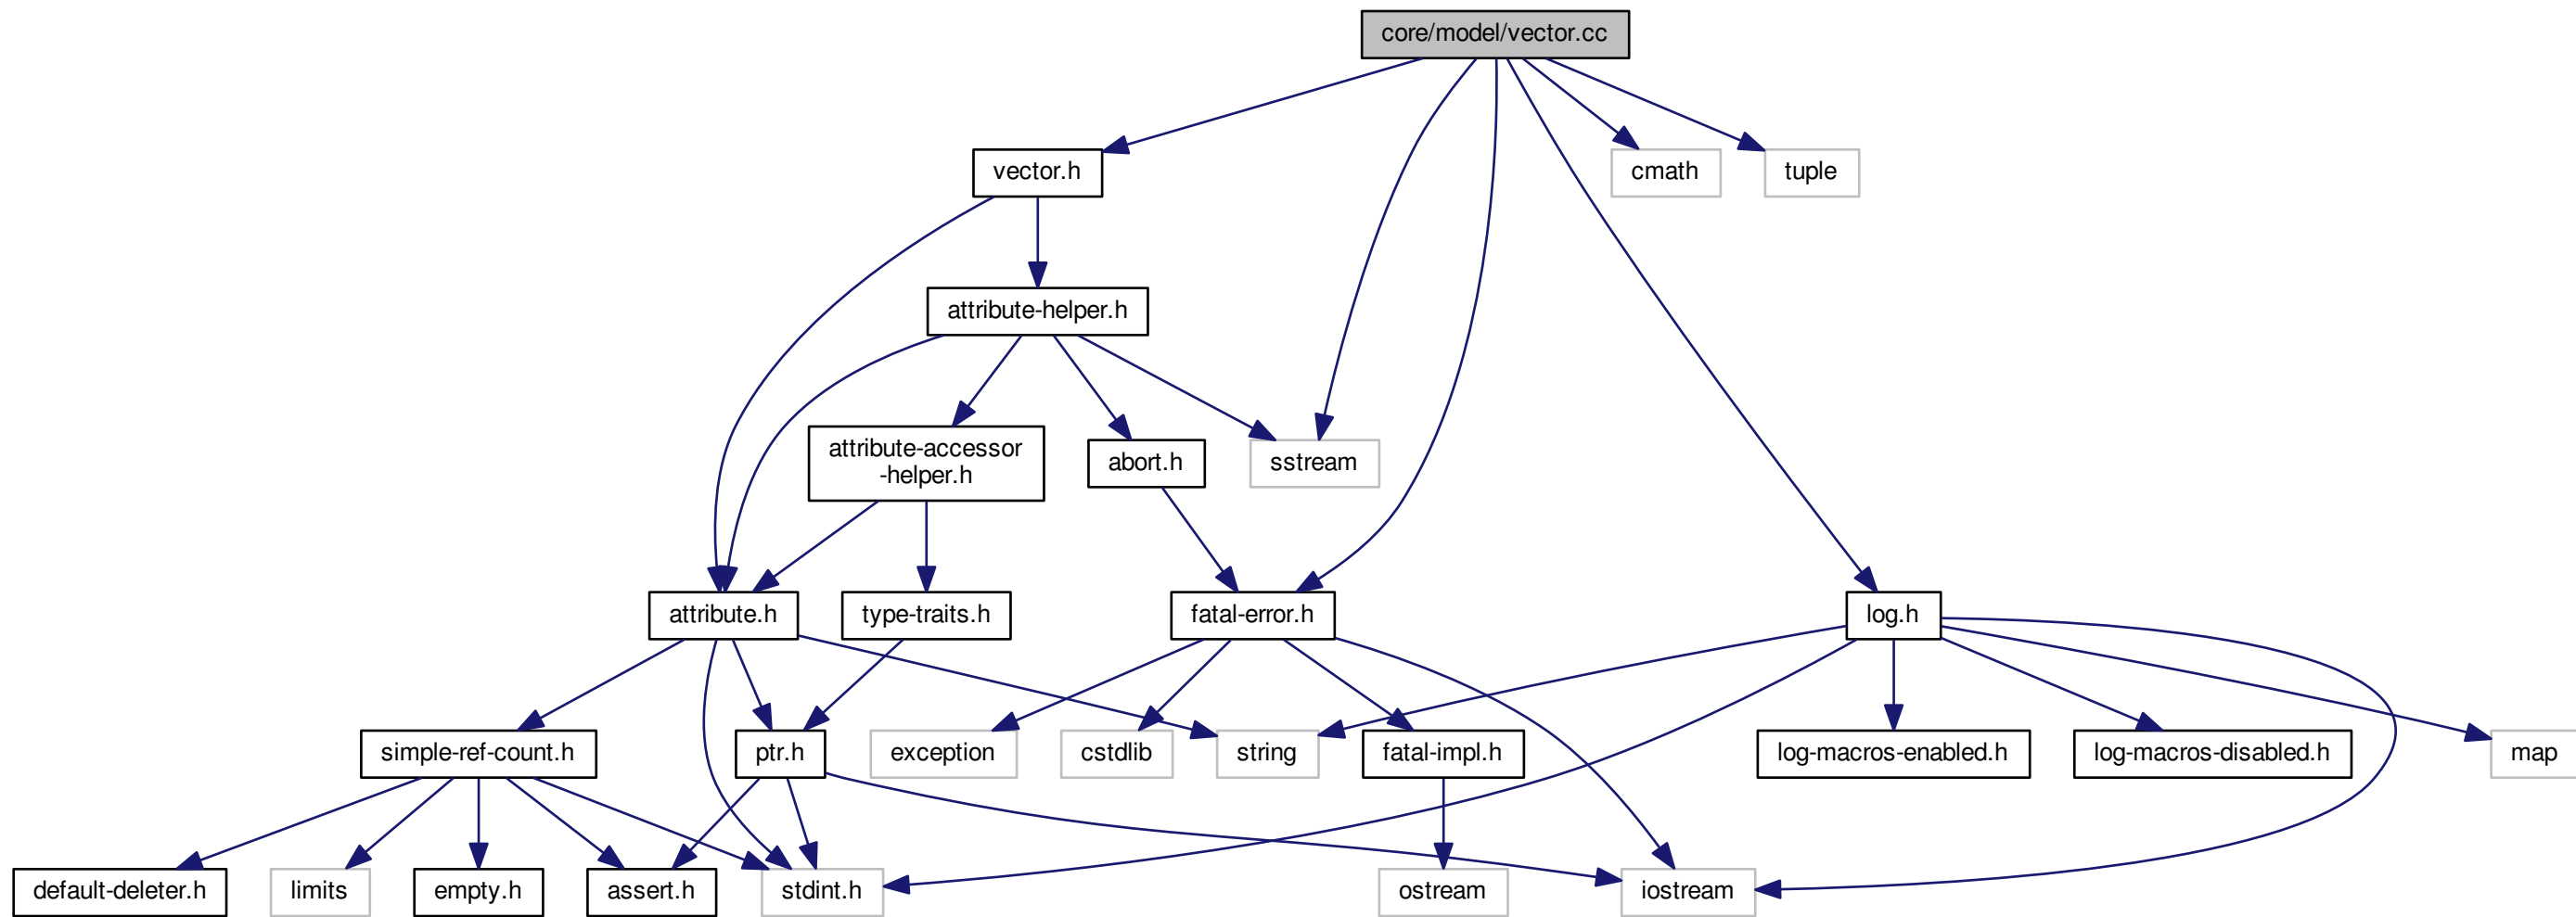 core/model/vector.cc
vector.h
cmath
tuple
attribute-helper.h
attribute-accessor
-helper.h
abort.h
sstream
attribute.h
type-traits.h
fatal-error.h
log.h
simple-ref-count.h
ptr.h
exception
cstdlib
string
fatal-impl.h
log-macros-enabled.h
log-macros-disabled.h
map
default-deleter.h
limits
empty.h
assert.h
stdint.h
ostream
iostream